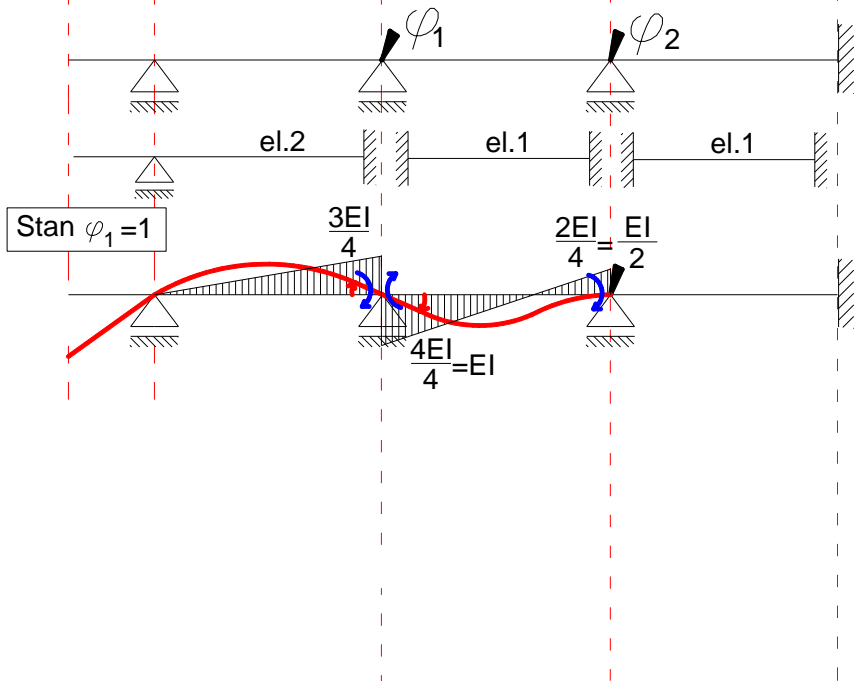 φ1
φ2
el.2
el.1
el.1
Stan φ1=1
3EI/4
2EI/4=EI/2
4EI/4=EI